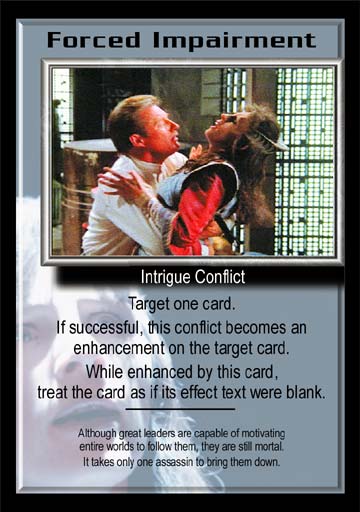 Forced Impairment
Intrigue Conflict
Target one card.
If successful, this conflict becomes an
enhancement on the target card.
While enhanced by this card,
treat the card as if its effect text were blank.
Although great leaders are capable of motivating
entire worlds to follow them, they are still mortal.
It takes only one assassin to bring them down.